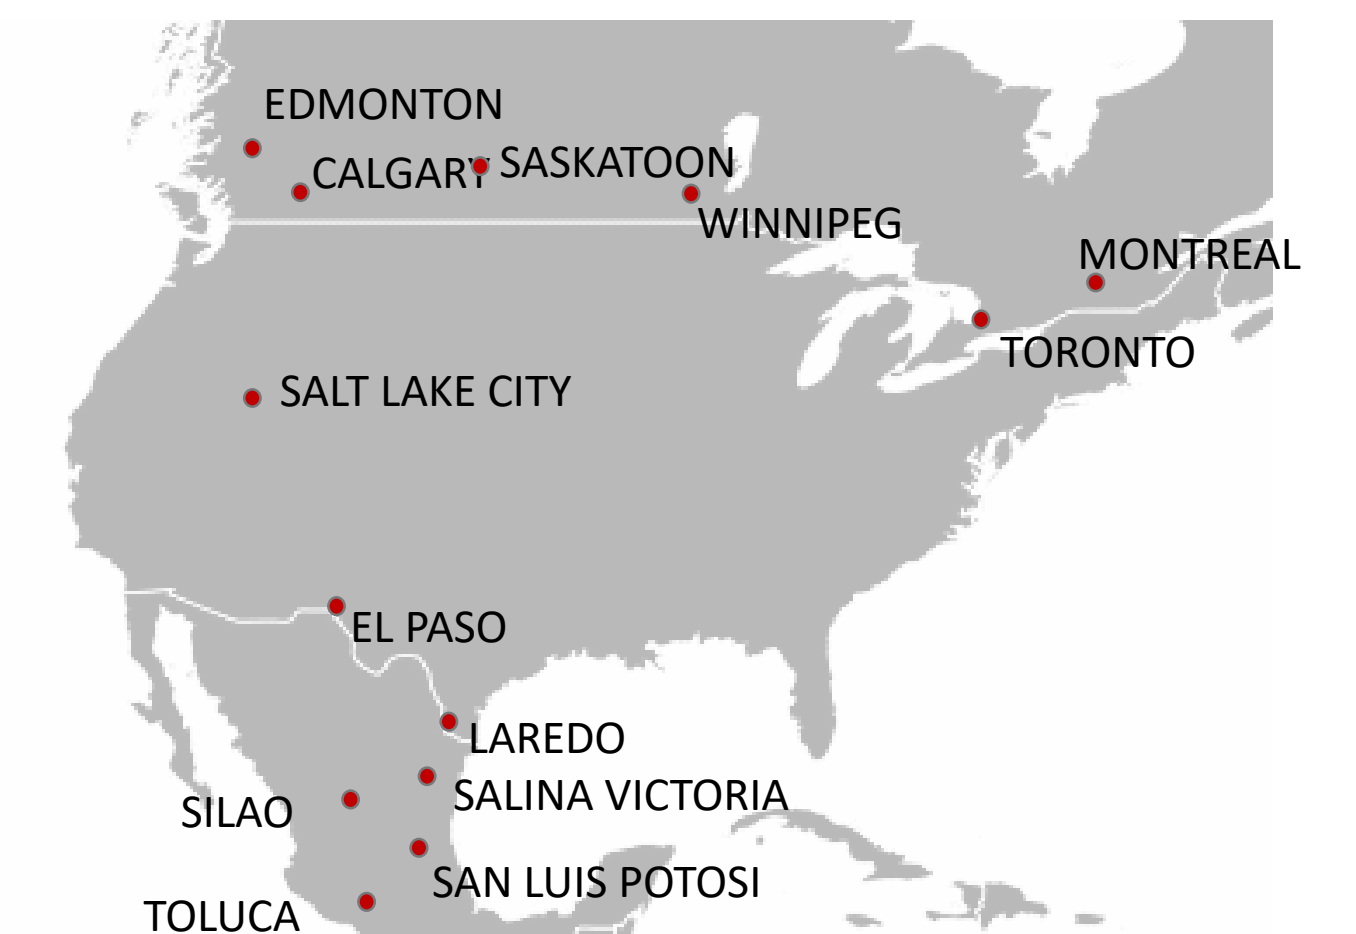 EDMONTON
CALGARY
SASKATOON
WINNIPEG
MONTREAL
TORONTO
SALT LAKE CITY
EL PASO
LAREDO
SALINA VICTORIA
SILAO
SAN LUIS POTOSI
TOLUCA